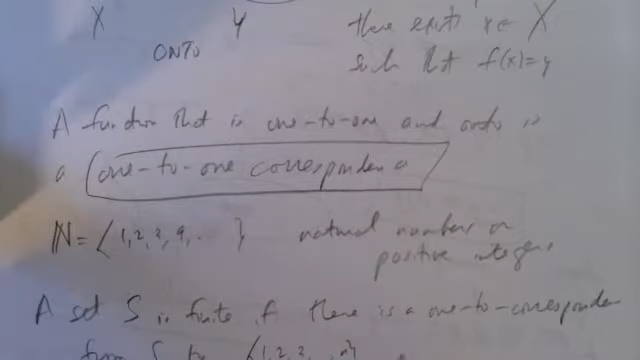 X Y there exists x ∈ X
ONTO such that f(x)=y
A function that is one-to-one and onto is
a one-to-one correspondence
ℕ = {1,2,3,4,...} natural numbers or
positive integers
A set S is finite if there is a one-to-correspondence
from S to {1,2,3,...,n}